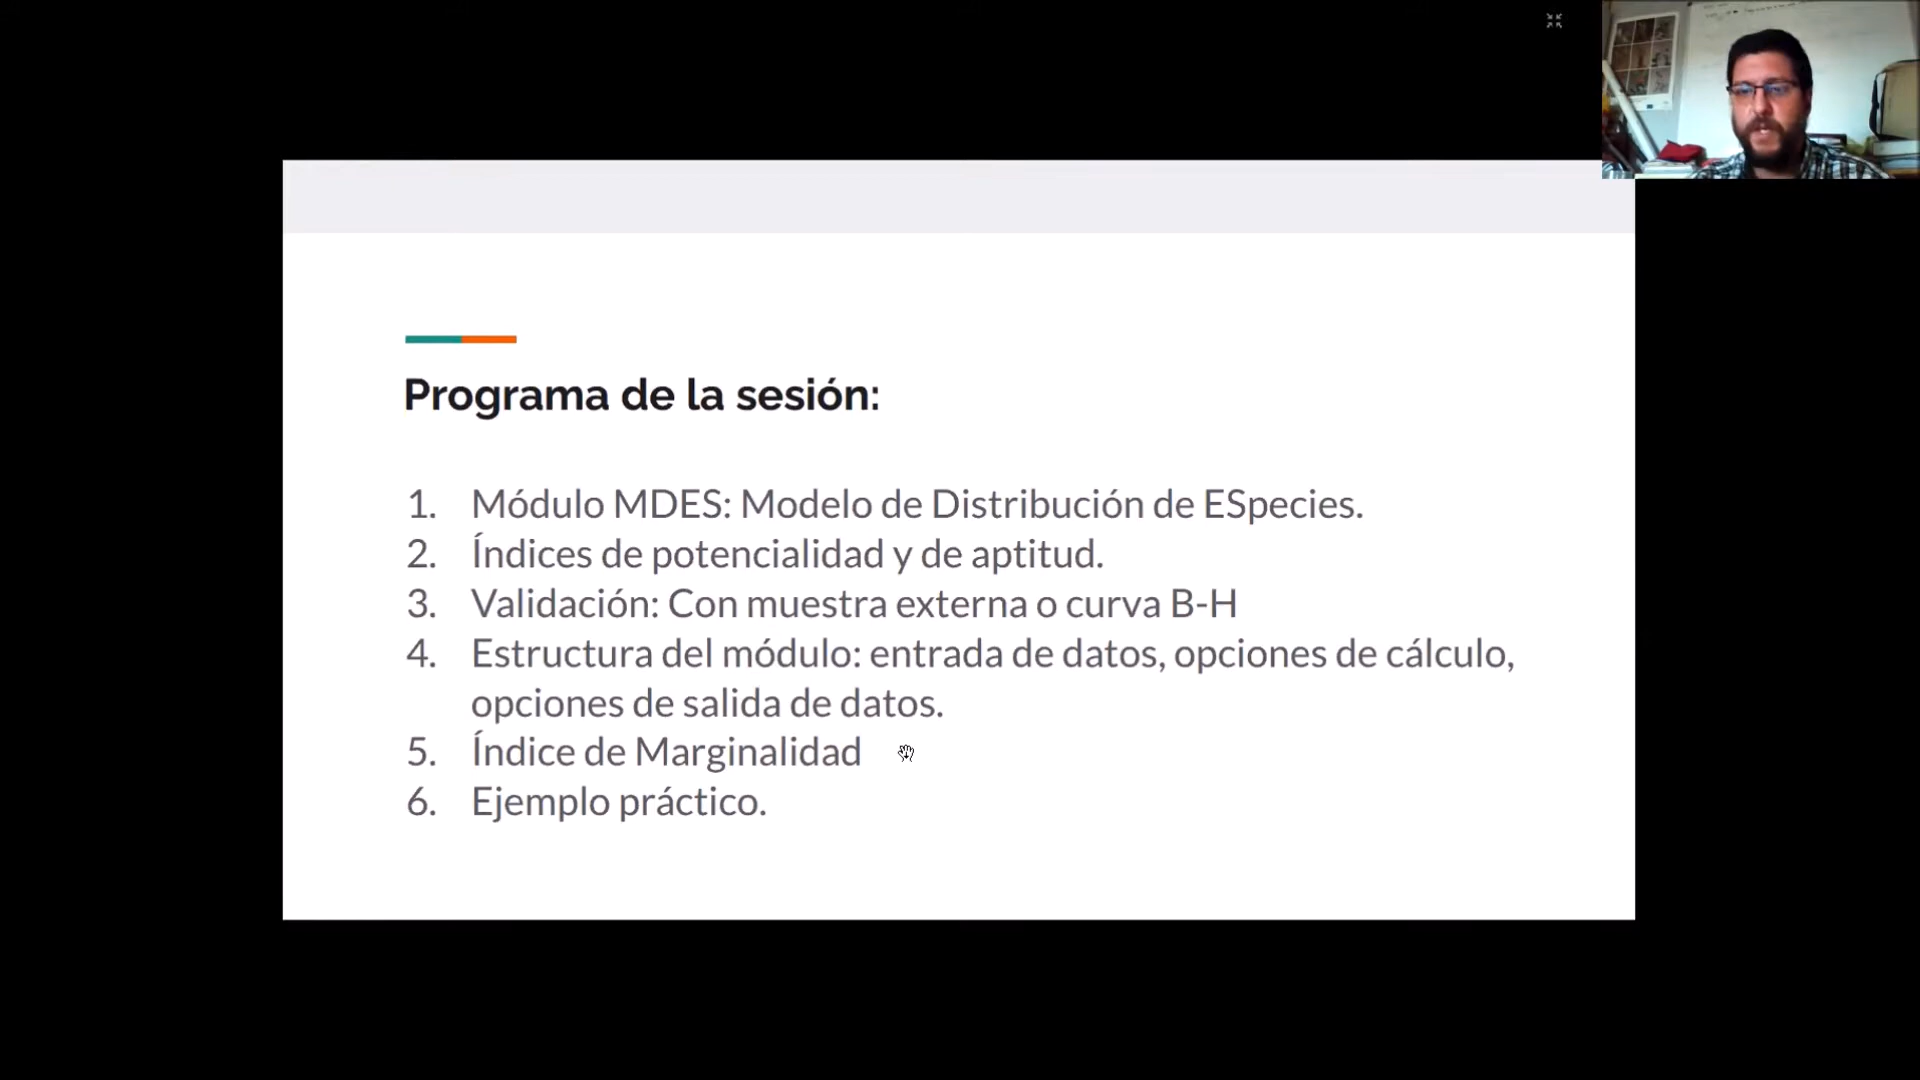 Programa de la sesión:
1. Módulo MDES: Modelo de Distribución de ESpecies.
2. Índices de potencialidad y de aptitud.
3. Validación: Con muestra externa o curva B-H
4. Estructura del módulo: entrada de datos, opciones de cálculo,
opciones de salida de datos.
5. Índice de Marginalidad
6. Ejemplo práctico.